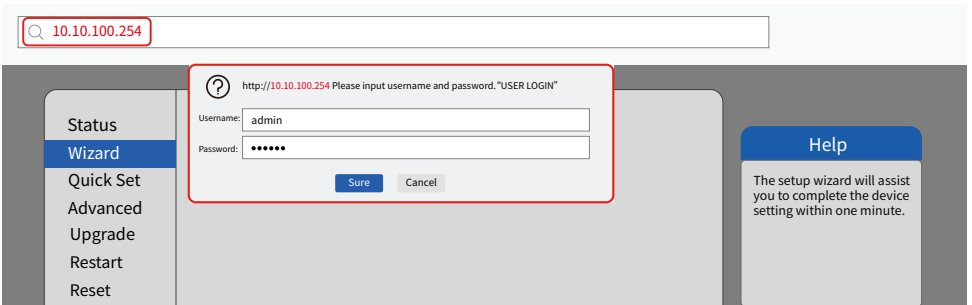 10.10.100.254
http://10.10.100.254 Please input username and password. “USER LOGIN”
Username: admin
Password: ••••••
Sure Cancel
Status
Wizard
Quick Set
Advanced
Upgrade
Restart
Reset
Help
The setup wizard will assist
you to complete the device
setting within one minute.